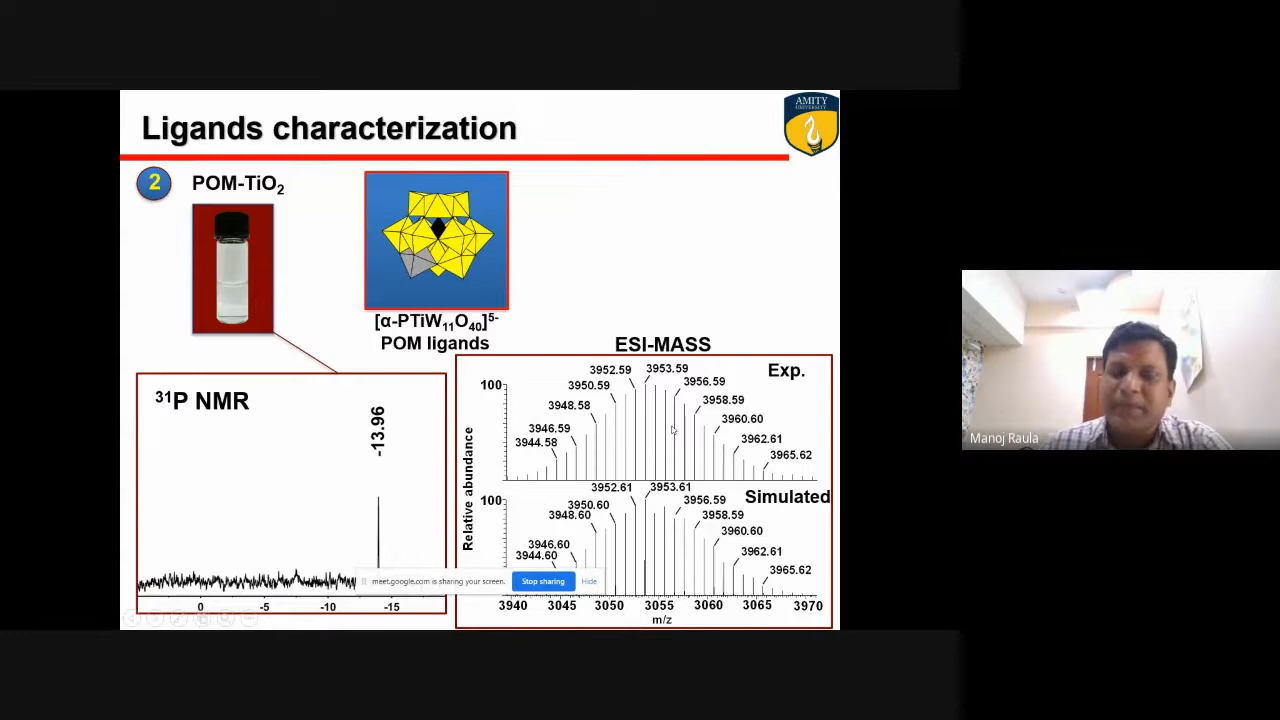 Ligands characterization
AMITY
UNIVERSITY
2
POM-TiO2
[α-PTiW11O40]5-
POM ligands
31P NMR
-13.96
0 -5 -10 -15
ESI-MASS
Exp.
Relative abundance
100
3944.58
3946.59
3948.58
3950.59
3952.59
3953.59
3956.59
3958.59
3960.60
3962.61
3965.62
Simulated
100
3944.60
3946.60
3948.60
3950.60
3952.61
3953.61
3956.59
3958.59
3960.60
3962.61
3965.62
3940 3045 3050 3055 3060 3065 3970
m/z
meet.google.com is sharing your screen.
Stop sharing
Hide
Manoj Raula